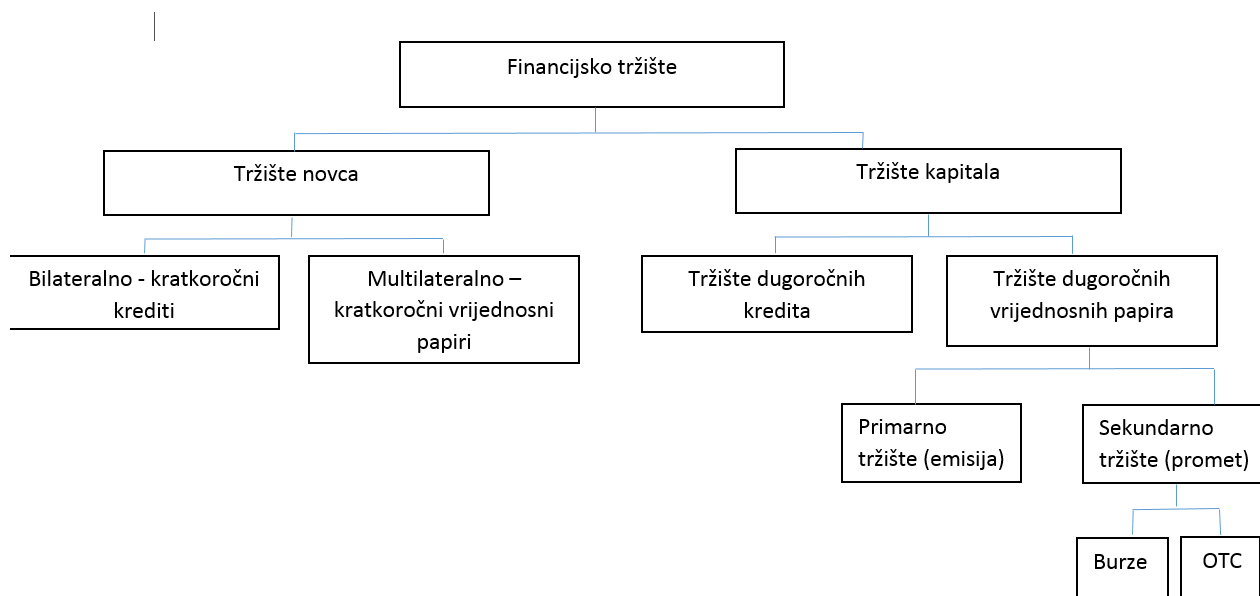 Financijsko tržište
Tržište novca
Tržište kapitala
Bilateralno - kratkoročni
krediti
Multilateralno –
kratkoročni vrijednosni
papiri
Tržište dugoročnih
kredita
Tržište dugoročnih
vrijednosnih papira
Primarno
tržište (emisija)
Sekundarno
tržište (promet)
Burze
OTC